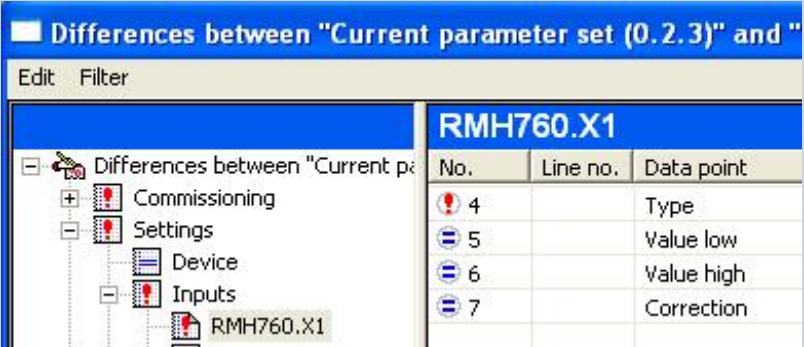 Differences between "Current parameter set (0.2.3)" and "
Edit Filter
RMH760.X1
Differences between "Current pa
No. Line no. Data point
Commissioning
4 Type
Settings
5 Value low
Device
6 Value high
Inputs
7 Correction
RMH760.X1